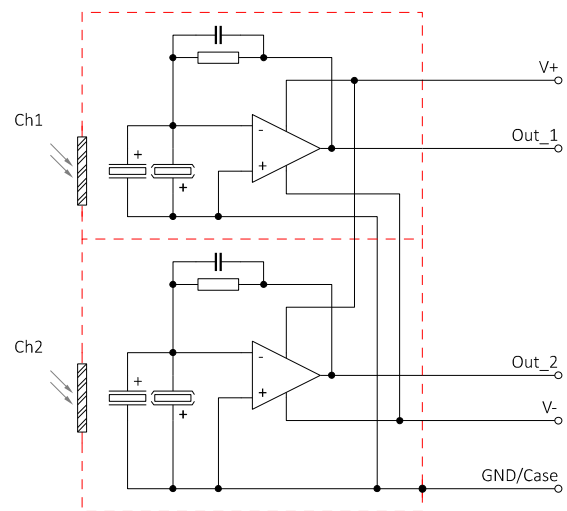 V+
Ch1
Out_1
+
-
+
+
Ch2
Out_2
+
-
+
+
V-
GND/Case